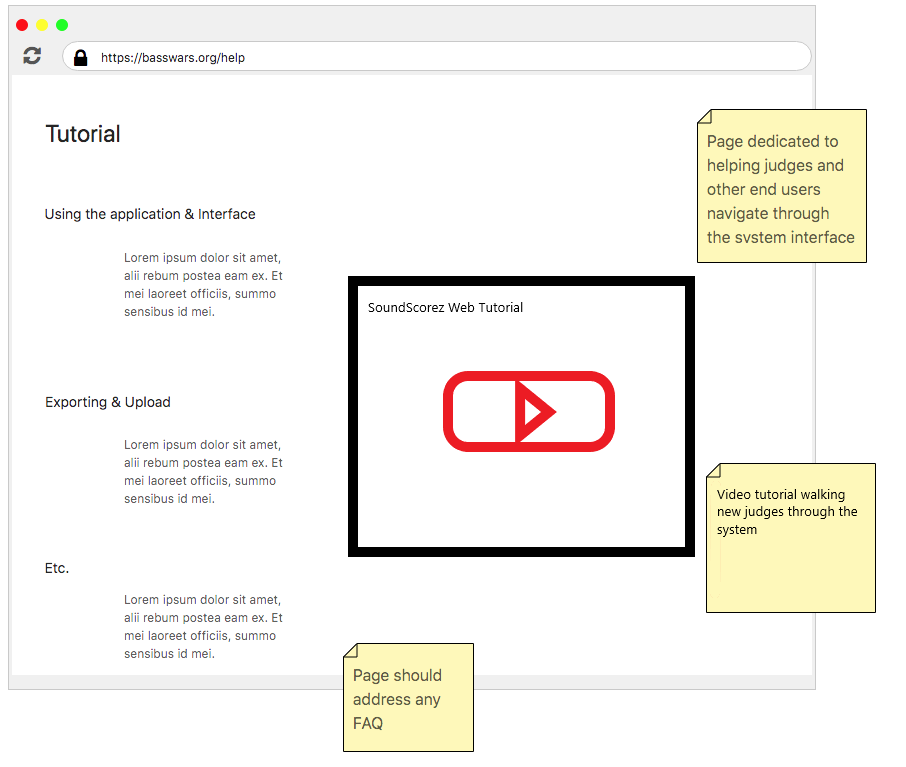 https://basswars.org/help
Tutorial
Page dedicated to
helping judges and
other end users
navigate through
the system interface
Using the application & Interface
Lorem ipsum dolor sit amet,
alii rebum postea eam ex. Et
mei laoreet officiis, summo
sensibus id mei.
SoundScorez Web Tutorial
Exporting & Upload
Lorem ipsum dolor sit amet,
alii rebum postea eam ex. Et
mei laoreet officiis, summo
sensibus id mei.
Video tutorial walking
new judges through the
system
Etc.
Lorem ipsum dolor sit amet,
alii rebum postea eam ex. Et
mei laoreet officiis, summo
sensibus id mei.
Page should
address any
FAQ